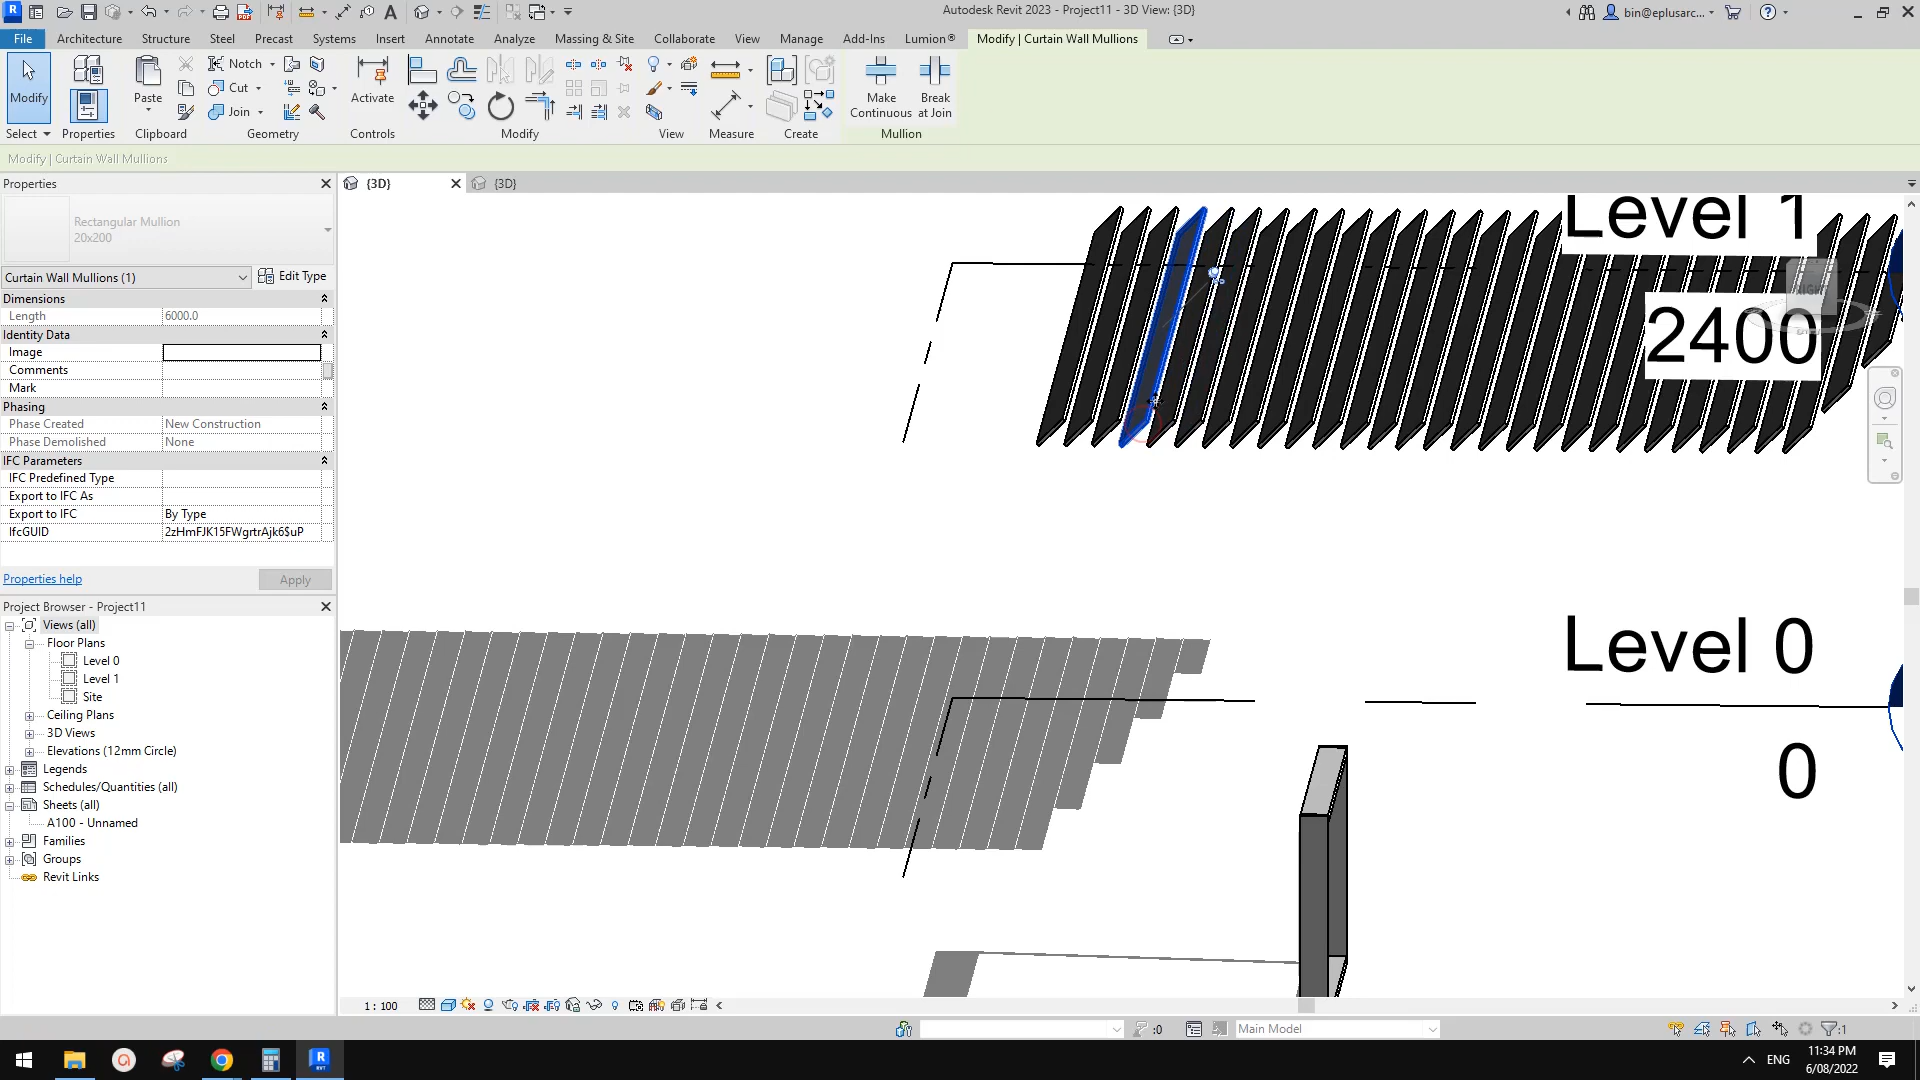 Autodesk Revit 2023 - Project11 - 3D View: {3D}
bin@eplusarc...
File Architecture Structure Steel Precast Systems Insert Annotate Analyze Massing & Site Collaborate View Manage Add-Ins Lumion® Modify | Curtain Wall Mullions
Modify
Paste
Notch
Cut
Join
Activate
Make Continuous
Break at Join
Select Properties Clipboard Geometry Controls Modify View Measure Create Mullion
Modify | Curtain Wall Mullions
Properties
{3D}
{3D}
Rectangular Mullion
20x200
Curtain Wall Mullions (1) Edit Type
Dimensions
Length 6000.0
Identity Data
Image
Comments
Mark
Phasing
Phase Created New Construction
Phase Demolished None
IFC Parameters
IFC Predefined Type
Export to IFC As
Export to IFC By Type
IfcGUID 2zHmFJK15FWgrtrAjk6$uP
Properties help Apply
Project Browser - Project11
Views (all)
Floor Plans
Level 0
Level 1
Site
Ceiling Plans
3D Views
Elevations (12mm Circle)
Legends
Schedules/Quantities (all)
Sheets (all)
A100 - Unnamed
Families
Groups
Revit Links
Level 1
2400
RIGHT
Level 0
0
1 : 100
:0
Main Model
:1
ENG
11:34 PM
6/08/2022